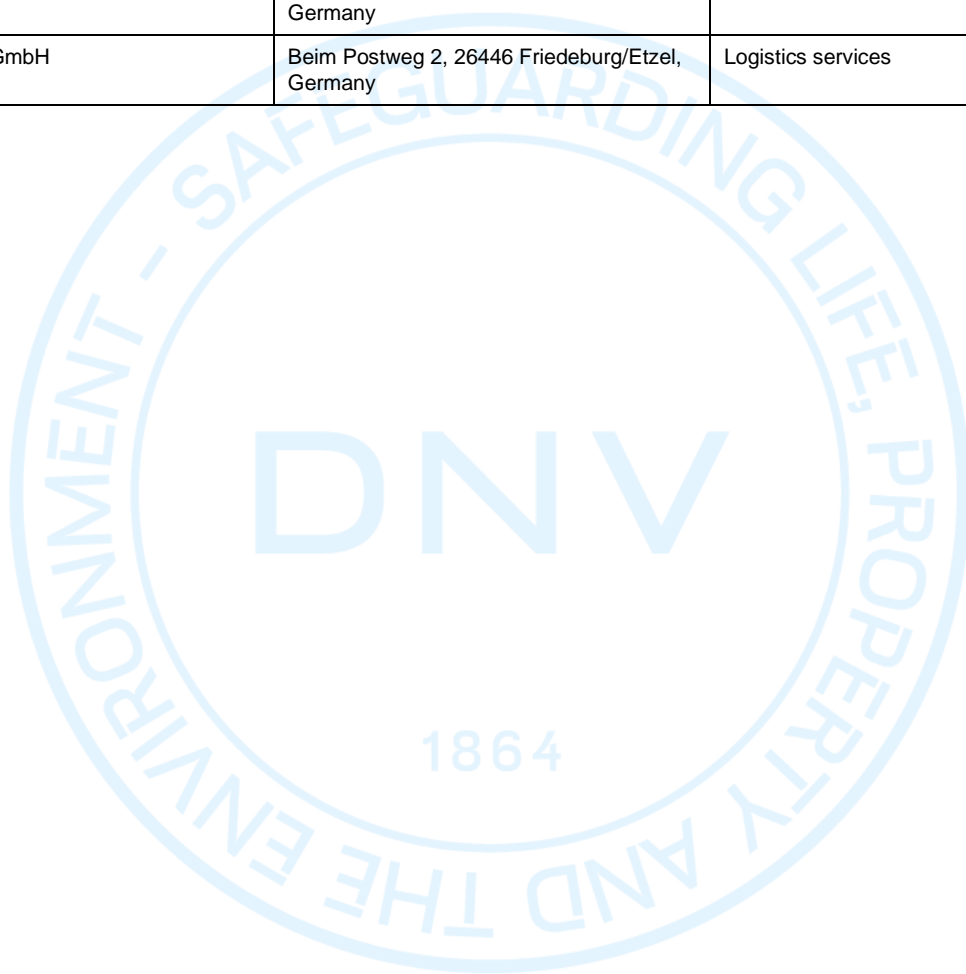 Germany
GmbH
Beim Postweg 2, 26446 Friedeburg/Etzel,
Germany
Logistics services
SAFEGUARDING LIFE, PROPERTY AND THE ENVIRONMENT -
DNV
1864